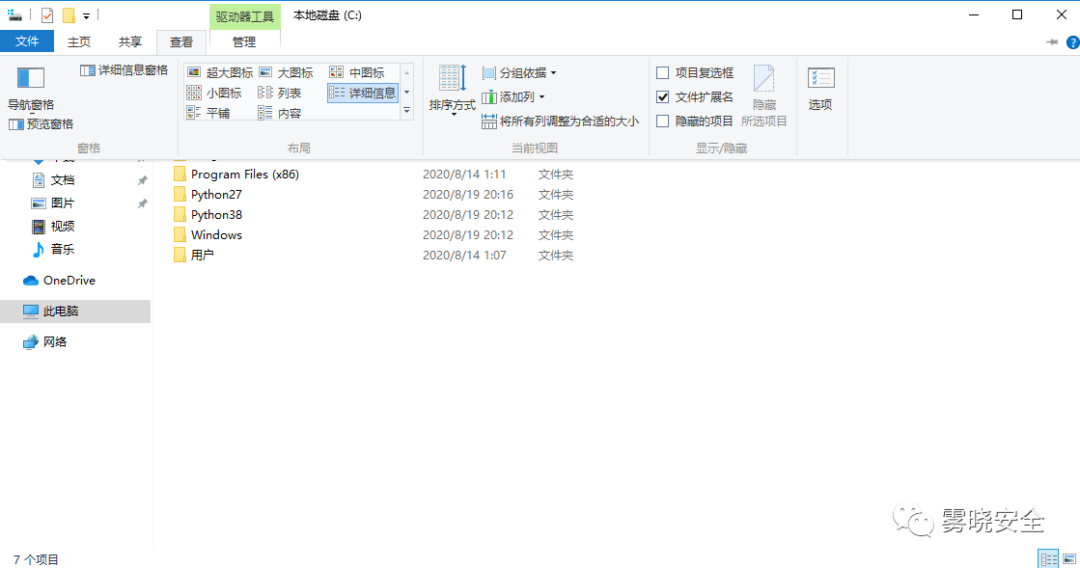 驱动器工具 本地磁盘 (C:)
文件 主页 共享 查看 管理
导航窗格
预览窗格
详细信息窗格
窗格
超大图标 大图标 中图标
小图标 列表 详细信息
平铺 内容
布局
排序方式
分组依据
添加列
将所有列调整为合适的大小
当前视图
项目复选框
文件扩展名
隐藏的项目
隐藏
所选项目
显示/隐藏
选项
文档
图片
视频
音乐
OneDrive
此电脑
网络
Program Files (x86) 2020/8/14 1:11 文件夹
Python27 2020/8/19 20:16 文件夹
Python38 2020/8/19 20:12 文件夹
Windows 2020/8/19 20:12 文件夹
用户 2020/8/14 1:07 文件夹
雾晓安全
7 个项目